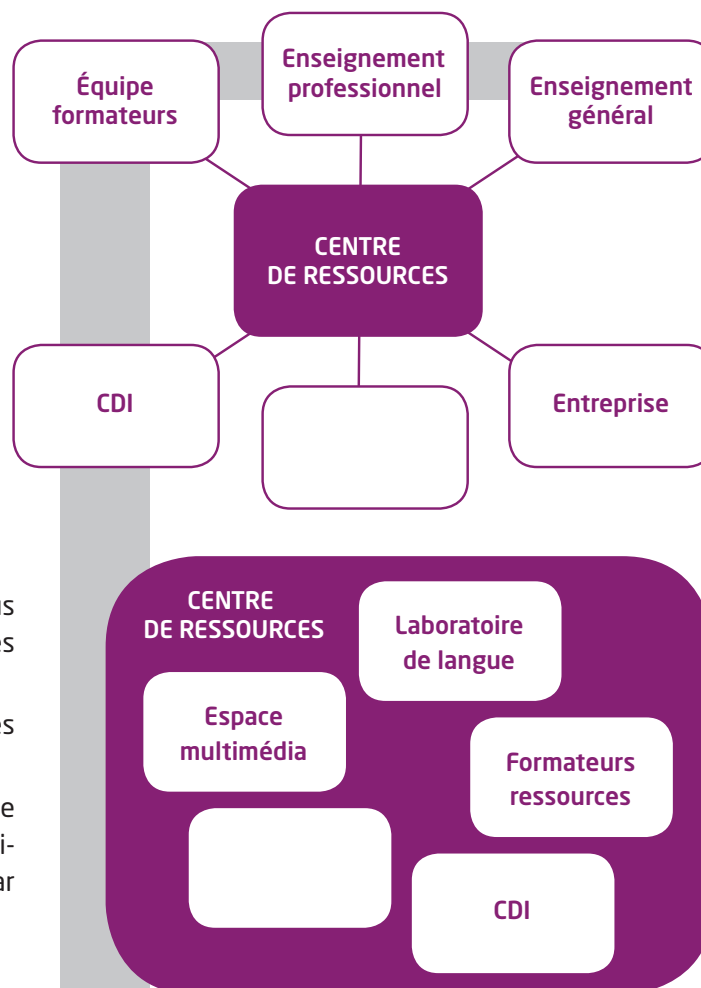 Équipe
formateurs
Enseignement
professionnel
Enseignement
général
CENTRE
DE RESSOURCES
CDI
Entreprise
CENTRE
DE RESSOURCES
Laboratoire
de langue
Espace
multimédia
Formateurs
ressources
CDI